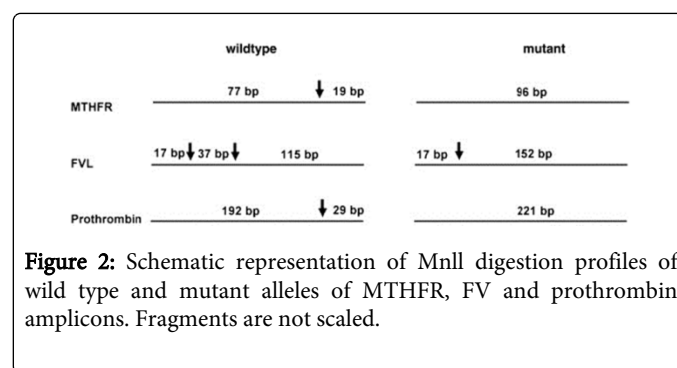 wildtype mutant
77 bp 19 bp 96 bp
MTHFR
17 bp 37 bp 115 bp 17 bp 152 bp
FVL
192 bp 29 bp 221 bp
Prothrombin
Figure 2: Schematic representation of Mnll digestion profiles of
wild type and mutant alleles of MTHFR, FV and prothrombin
amplicons. Fragments are not scaled.